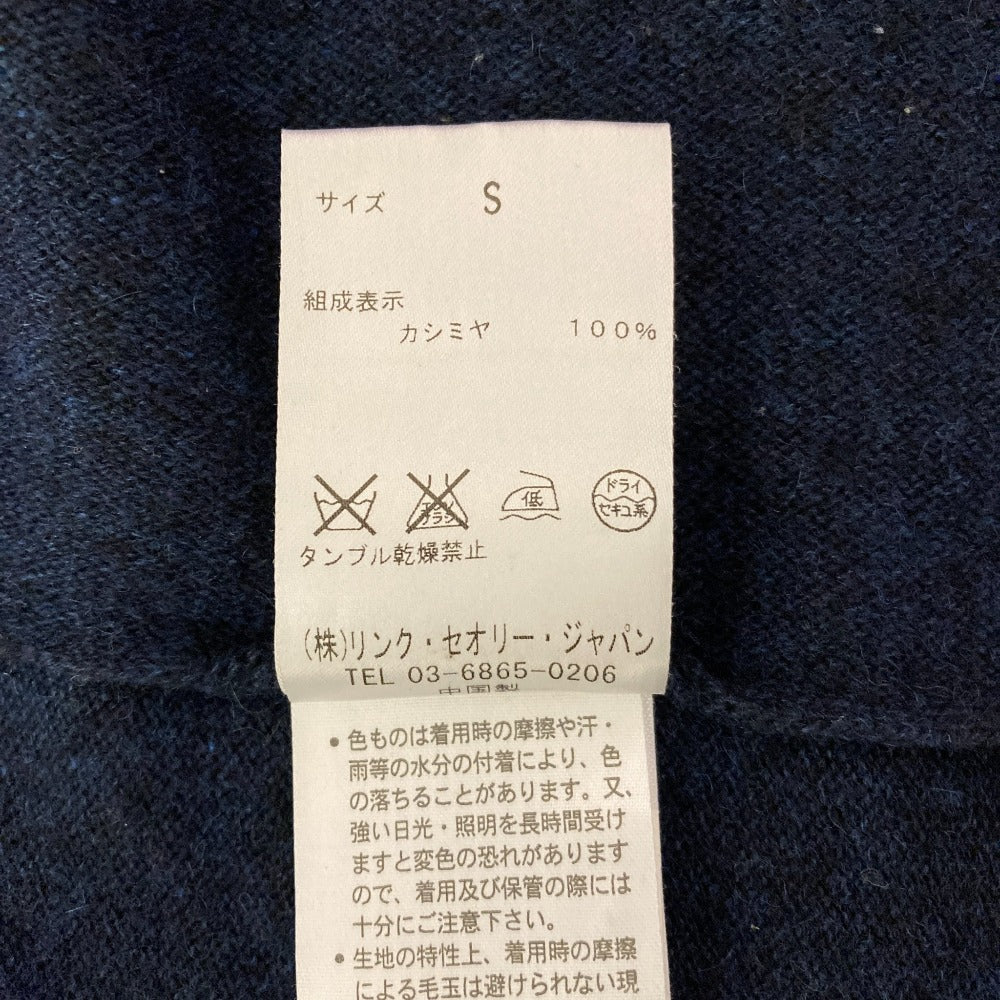 サイズ S
組成表示
カシミヤ 100%
低
ドライ
セキユ系
タンブル乾燥禁止
(株)リンク・セオリー・ジャパン
TEL 03-6865-0206
中国製
• 色ものは着用時の摩擦や汗・
雨等の水分の付着により、色
の落ちることがあります。又、
強い日光・照明を長時間受け
ますと変色の恐れがあります
ので、着用及び保管の際には
十分にご注意下さい。
• 生地の特性上、着用時の摩擦
による毛玉は避けられない現